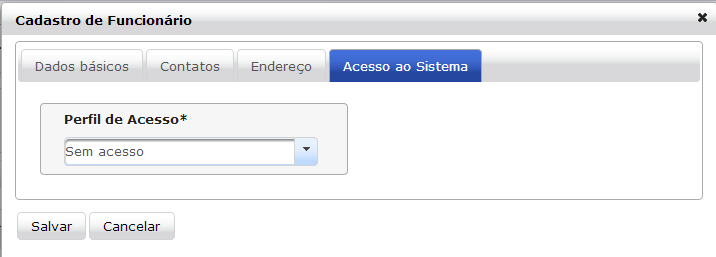 Cadastro de Funcionário
Dados básicos Contatos Endereço Acesso ao Sistema
Perfil de Acesso*
Sem acesso
Salvar Cancelar